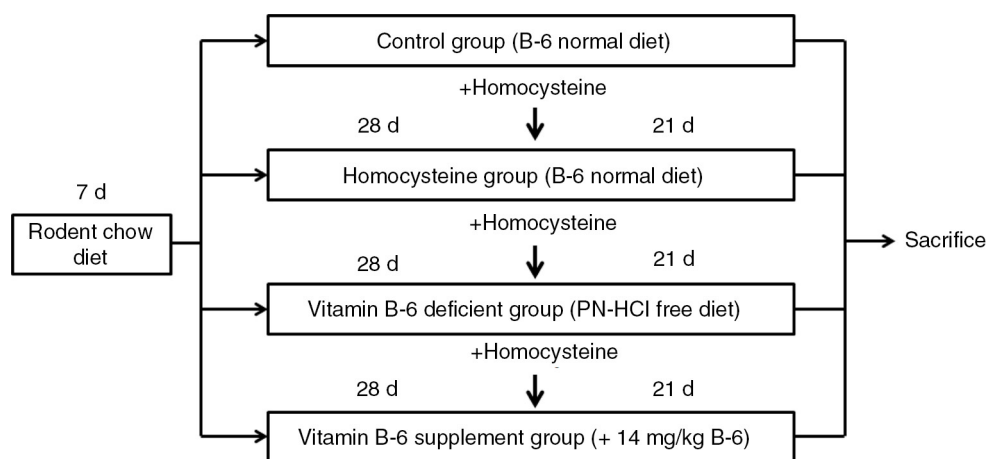 Control group (B-6 normal diet)
+Homocysteine
28 d
21 d
7 d
Homocysteine group (B-6 normal diet)
Rodent chow
diet
+Homocysteine
Sacrifice
28 d
21 d
Vitamin B-6 deficient group (PN-HCl free diet)
+Homocysteine
28 d
21 d
Vitamin B-6 supplement group (+ 14 mg/kg B-6)